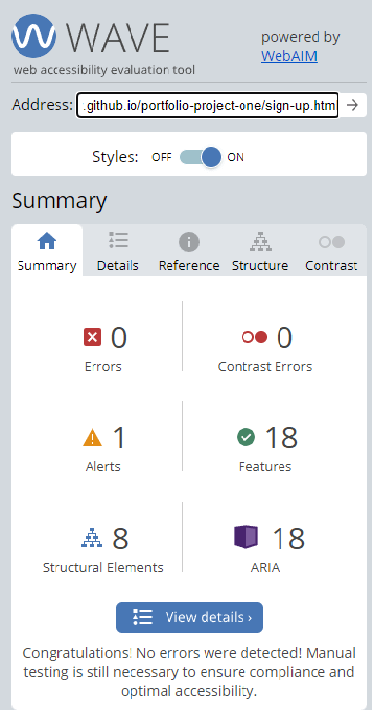 WAVE
powered by
WebAIM
web accessibility evaluation tool
Address: .github.io/portfolio-project-one/sign-up.html
Styles: OFF ON
Summary
Summary Details Reference Structure Contrast
0 0
Errors Contrast Errors
1 18
Alerts Features
8 18
Structural Elements ARIA
View details ›
Congratulations! No errors were detected! Manual
testing is still necessary to ensure compliance and
optimal accessibility.